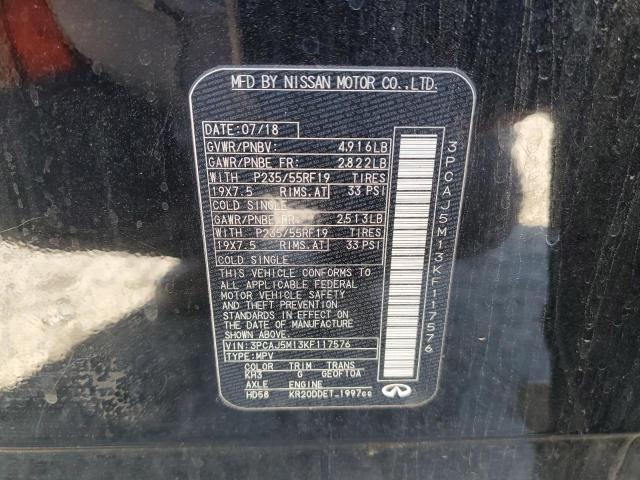 MFD BY NISSAN MOTOR CO.,LTD.
DATE: 07/18
GVWR/PNBV: 4,916LB
GAWR/PNBE FR: 2,822LB
WITH P235/55RF19 TIRES
19X7.5 RIMS,AT 33 PSI
COLD SINGLE
GAWR/PNBE RR: 2,513LB
WITH P235/55RF19 TIRES
19X7.5 RIMS,AT 33 PSI
COLD SINGLE
THIS VEHICLE CONFORMS TO
ALL APPLICABLE FEDERAL
MOTOR VEHICLE SAFETY
AND THEFT PREVENTION
STANDARDS IN EFFECT ON
THE DATE OF MANUFACTURE
SHOWN ABOVE.
VIN: 3PCAJ5M13KF117576
TYPE: MPV
COLOR TRIM TRANS
KH3 G GE0F10A
AXLE ENGINE
HD58 KR20DDET 1997cc
3PCAJ5M13KF117576